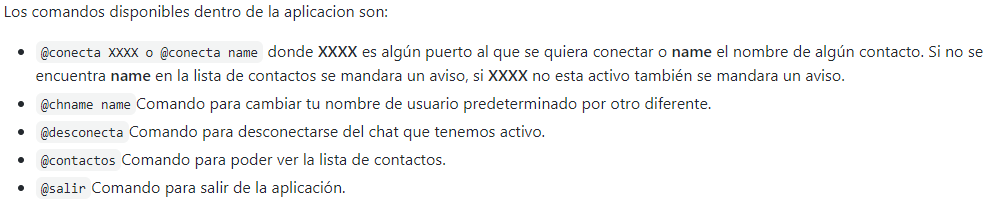 Los comandos disponibles dentro de la aplicacion son:
@conecta XXXX o @conecta name donde XXXX es algún puerto al que se quiera conectar o name el nombre de algún contacto. Si no se
encuentra name en la lista de contactos se mandara un aviso, si XXXX no esta activo también se mandara un aviso.
@chname name Comando para cambiar tu nombre de usuario predeterminado por otro diferente.
@desconecta Comando para desconectarse del chat que tenemos activo.
@contactos Comando para poder ver la lista de contactos.
@salir Comando para salir de la aplicación.